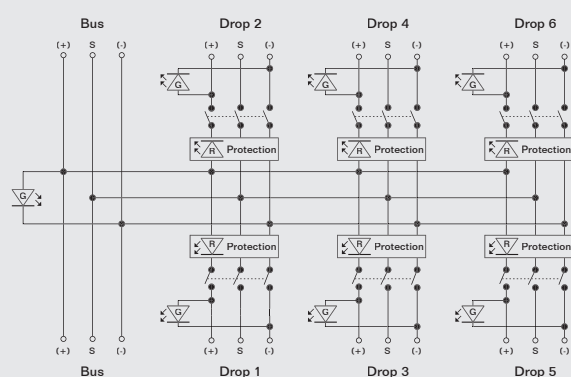 Bus Drop 2 Drop 4 Drop 6
(+) S (-) (+) S (-) (+) S (-) (+) S (-)
G G G
R Protection R Protection R Protection
G
R Protection R Protection R Protection
G G G
(+) S (-) (+) S (-) (+) S (-) (+) S (-)
Bus Drop 1 Drop 3 Drop 5